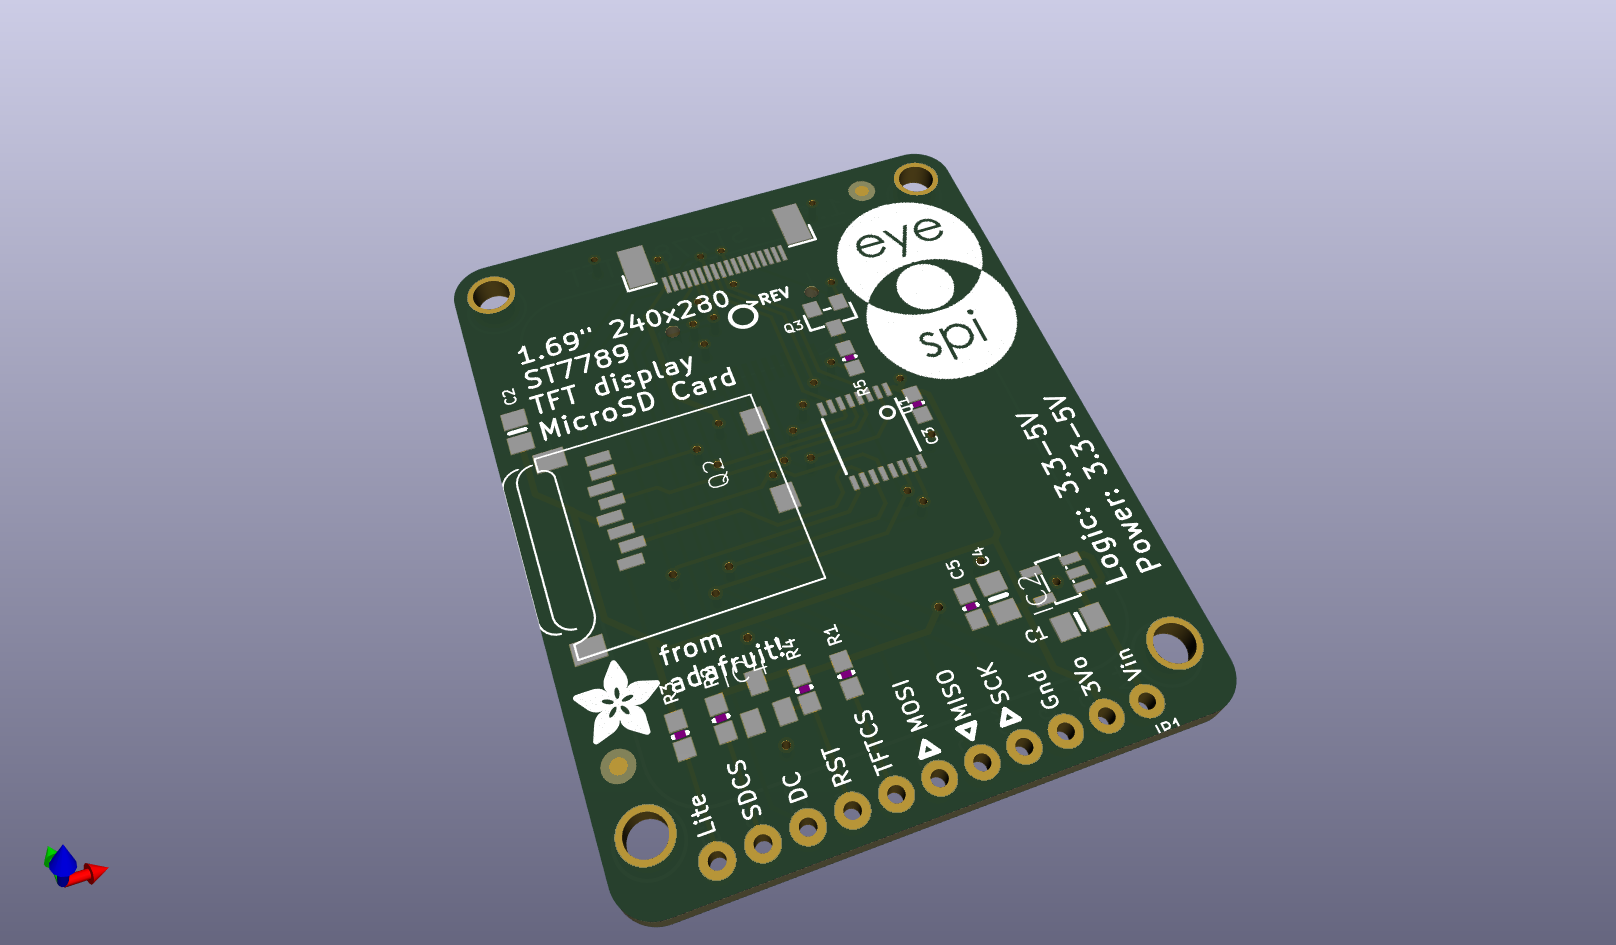 eye
spi
REV
1.69" 240x280
ST7789
TFT display
MicroSD Card
Q3
C2
R5
U1
C3
Q2
Logic: 3.3-5V
Power: 3.3-5V
C5
C4
IC2
C1
from
adafruit!
R3
IC4
R4
R1
Lite
SDCS
DC
RST
TFTCS
MOSI
MISO
SCK
Gnd
3Vo
Vin